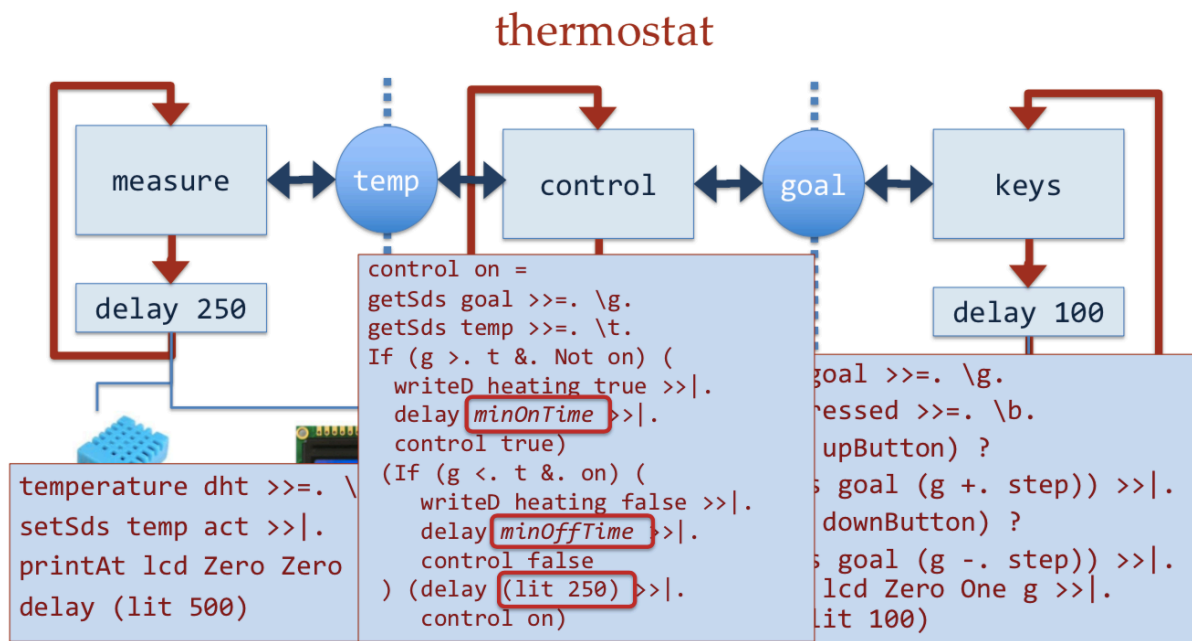 thermostat
measure
temp
control
goal
keys
delay 250
delay 100
control on =
getSds goal >>=. \g.
getSds temp >>=. \t.
If (g >. t &. Not on) (
writeD heating true >>|.
delay minOnTime >>|.
control true)
(If (g <. t &. on) (
writeD heating false >>|.
delay minOffTime >>|.
control false
) (delay (lit 250) >>|.
control on)
temperature dht >>=. \
setSds temp act >>|.
printAt lcd Zero Zero
delay (lit 500)
goal >>=. \g.
ressed >>=. \b.
upButton) ?
s goal (g +. step)) >>|.
downButton) ?
s goal (g -. step) >>|.
lcd Zero One g >>|.
lit 100)